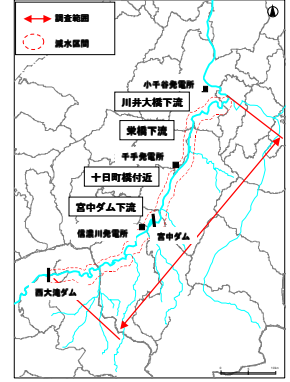 調査範囲
減水区間
小千谷発電所
川井大橋下流
栄橋下流
千手発電所
十日町橋付近
宮中ダム下流
信濃川発電所
宮中ダム
西大滝ダム